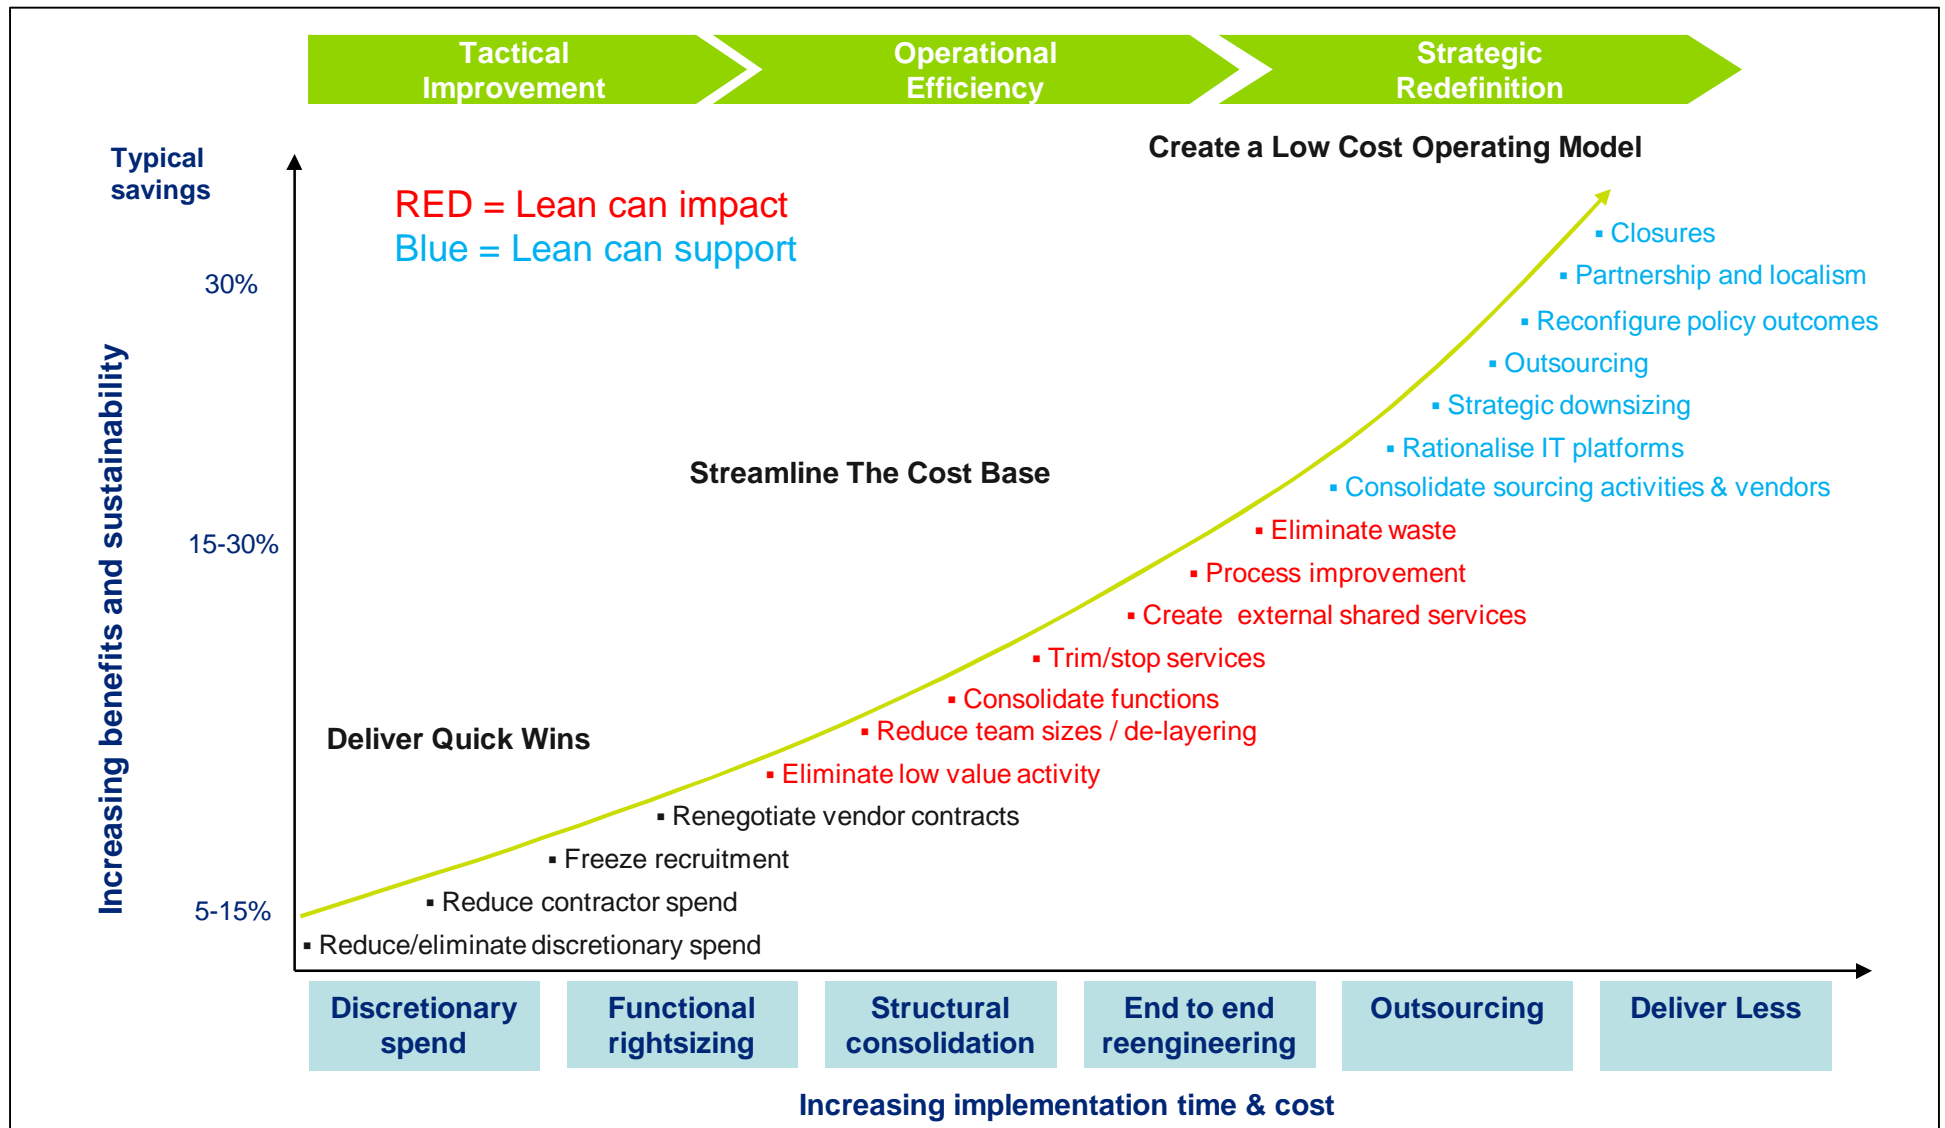 Tactical
Improvement
Operational
Efficiency
Strategic
Redefinition
Create a Low Cost Operating Model
Typical
savings
RED = Lean can impact
Blue = Lean can support
▪ Closures
▪ Partnership and localism
30%
▪ Reconfigure policy outcomes
▪ Outsourcing
▪ Strategic downsizing
▪ Rationalise IT platforms
Streamline The Cost Base
▪ Consolidate sourcing activities & vendors
▪ Eliminate waste
15-30%
▪ Process improvement
▪ Create external shared services
▪ Trim/stop services
▪ Consolidate functions
▪ Reduce team sizes / de-layering
Deliver Quick Wins
▪ Eliminate low value activity
▪ Renegotiate vendor contracts
▪ Freeze recruitment
▪ Reduce contractor spend
5-15%
▪ Reduce/eliminate discretionary spend
Increasing benefits and sustainability
Discretionary
spend
Functional
rightsizing
Structural
consolidation
End to end
reengineering
Outsourcing
Deliver Less
Increasing implementation time & cost